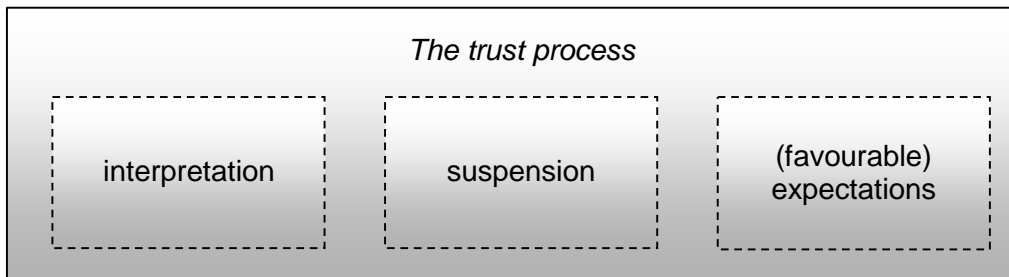 The trust process
interpretation
suspension
(favourable)
expectations